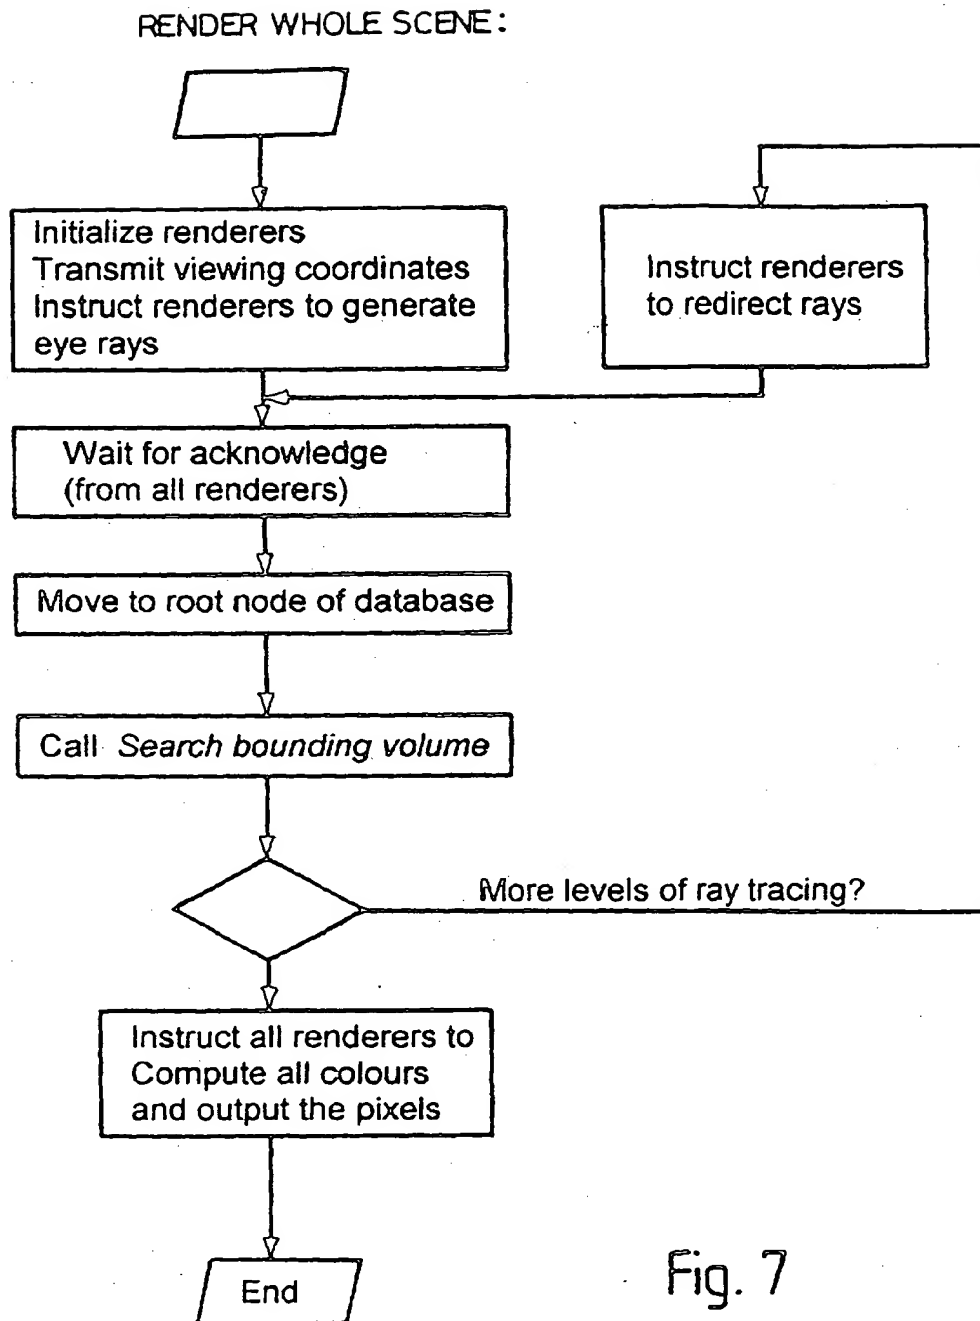 RENDER WHOLE SCENE:
Initialize renderers
Transmit viewing coordinates
Instruct renderers to generate
eye rays
Instruct renderers
to redirect rays
Wait for acknowledge
(from all renderers)
Move to root node of database
Call Search bounding volume
More levels of ray tracing?
Instruct all renderers to
Compute all colours
and output the pixels
End
Fig. 7